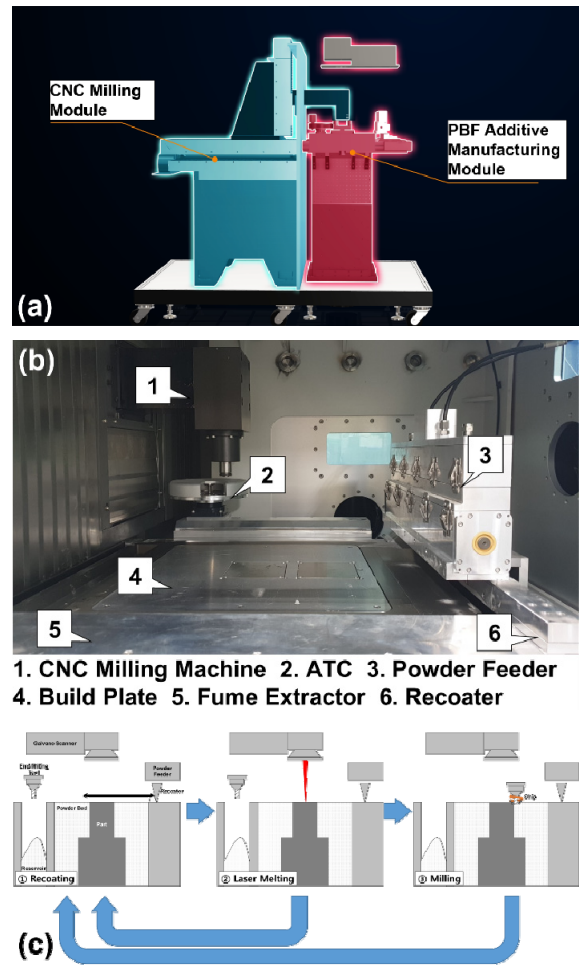 CNC Milling
Module
PBF Additive
Manufacturing
Module
(a)
(b)
1
2
3
4
5
6
1. CNC Milling Machine 2. ATC 3. Powder Feeder
4. Build Plate 5. Fume Extractor 6. Recoater
Galvano Scanner
End Milling
Tool
Powder
Feeder
Recoater
Powder Bed
Part
Reservoir
① Recoating
② Laser Melting
Chip
③ Milling
(c)